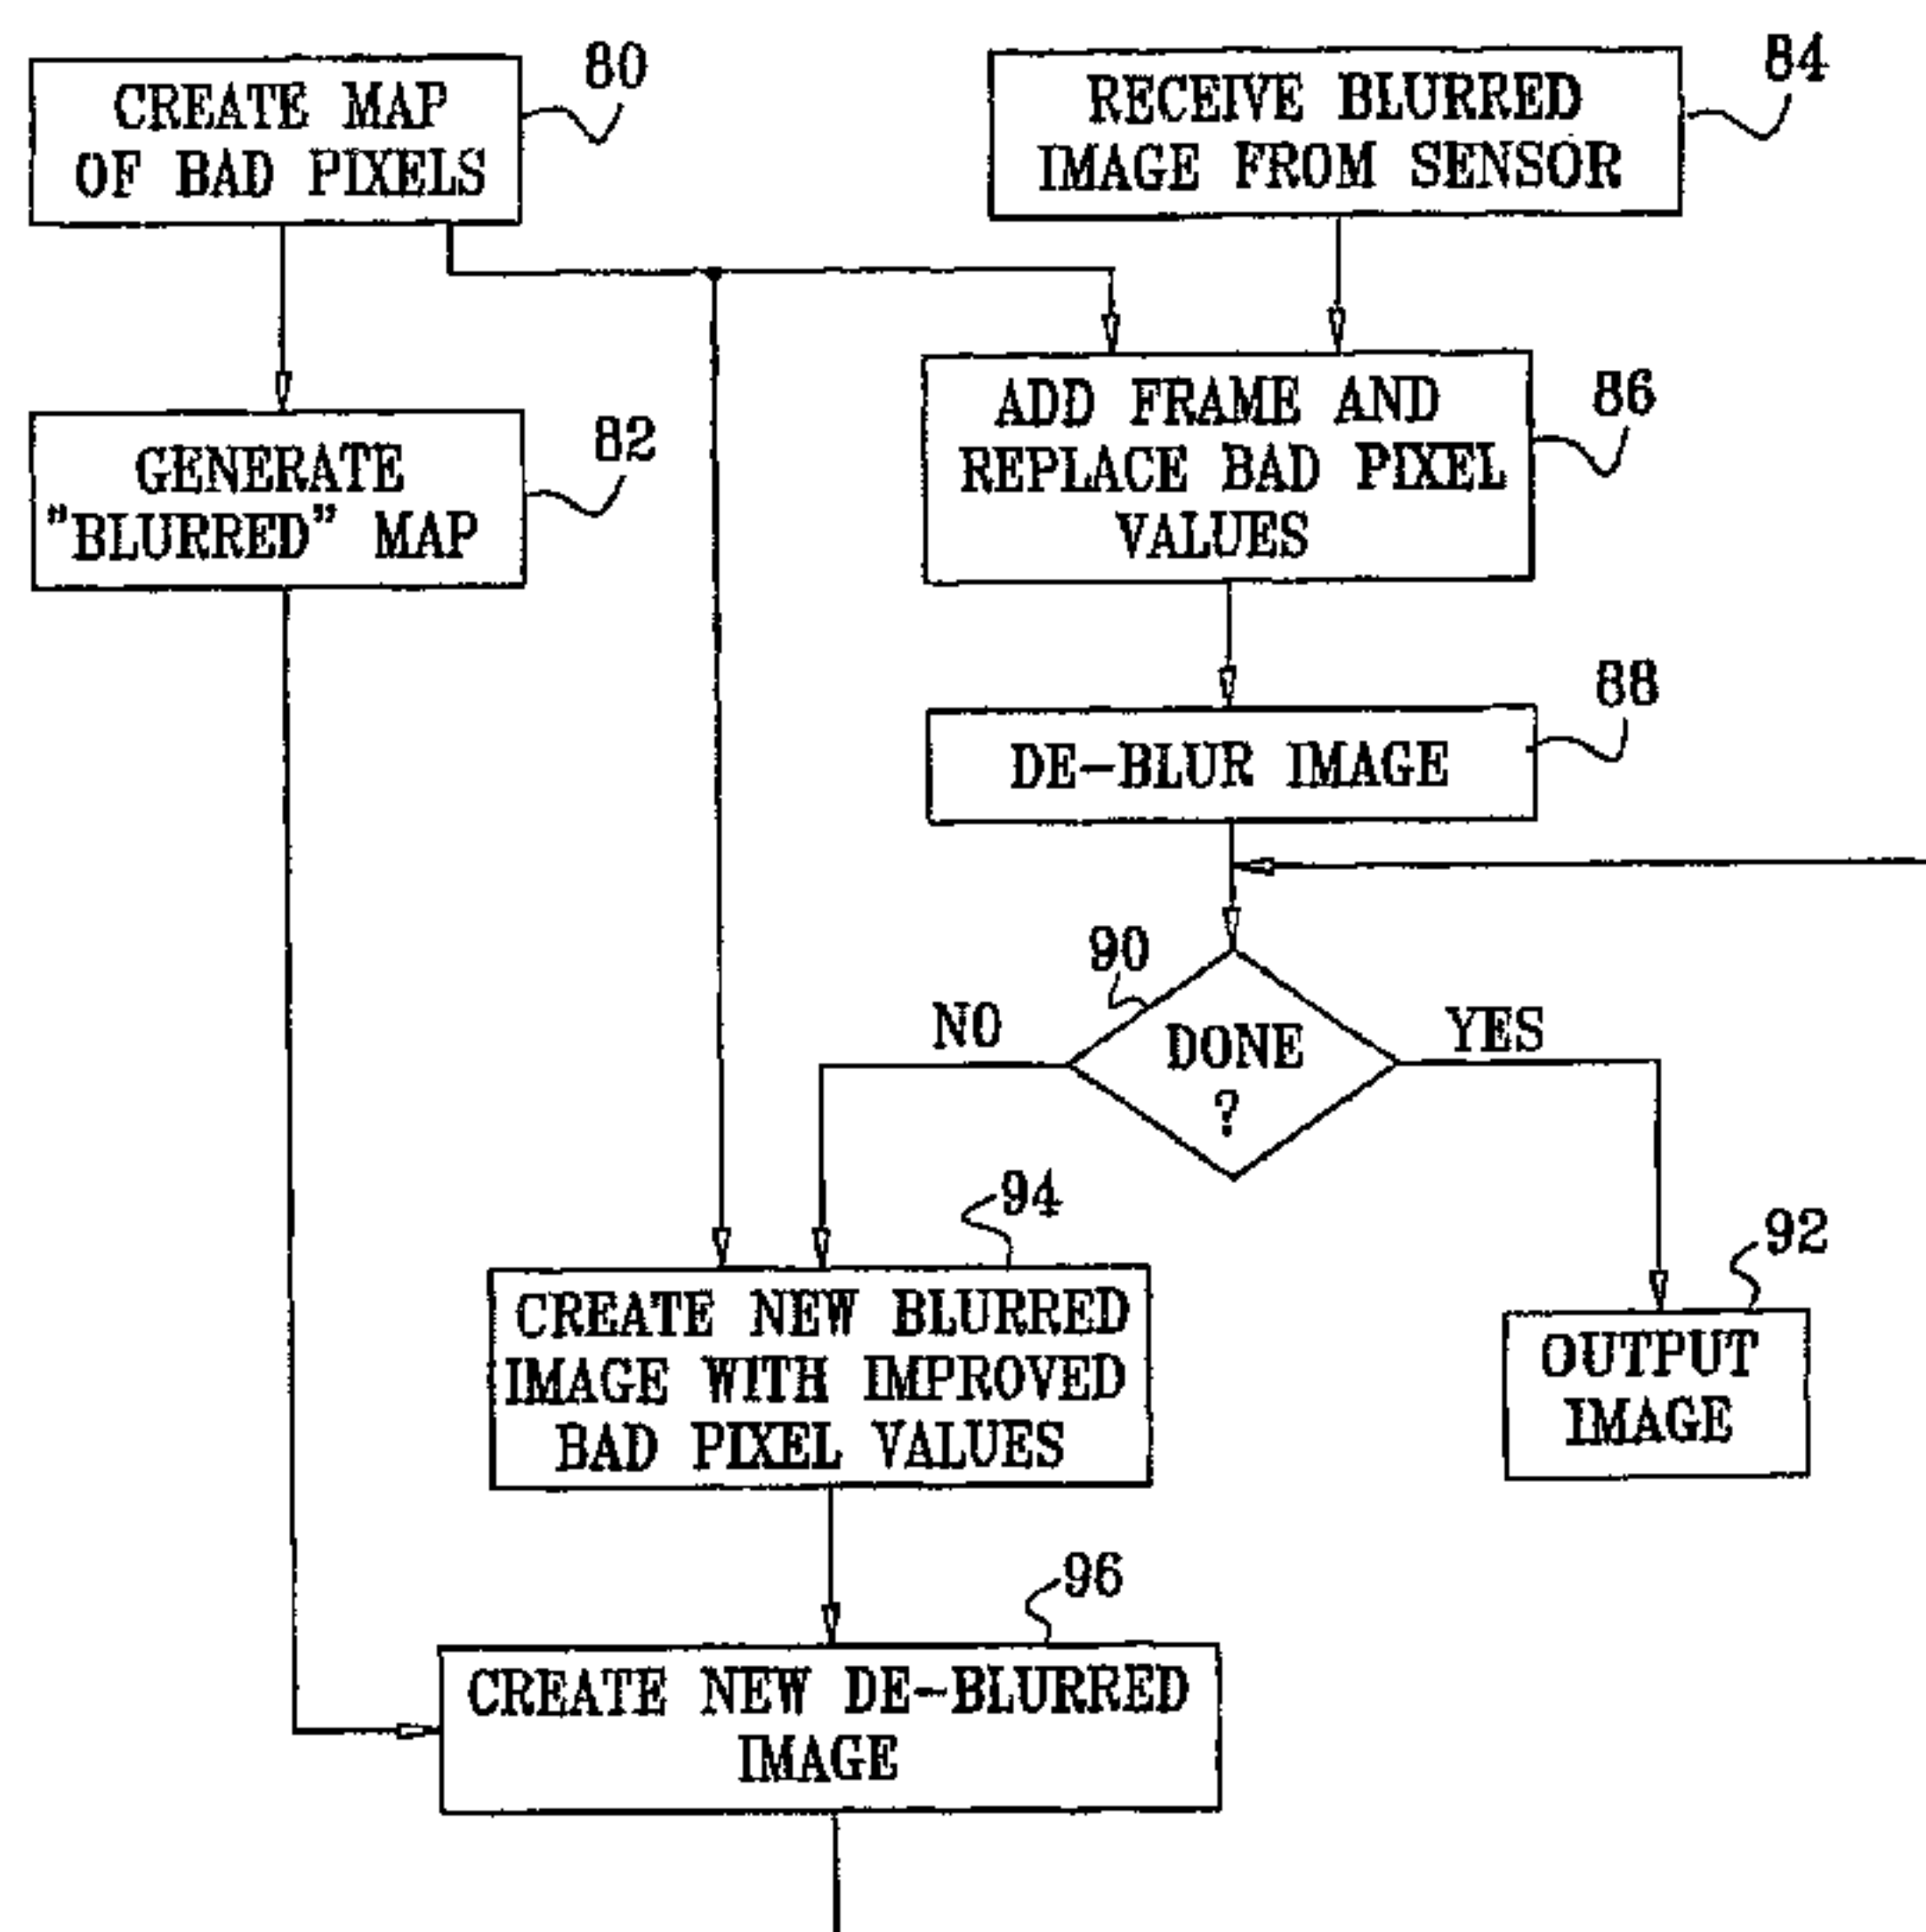 CREATE MAP
OF BAD PIXELS
80
RECEIVE BLURRED
IMAGE FROM SENSOR
84
GENERATE
"BLURRED" MAP
82
ADD FRAME AND
REPLACE BAD PIXEL
VALUES
86
DE-BLUR IMAGE
88
90
NO
DONE
?
YES
94
CREATE NEW BLURRED
IMAGE WITH IMPROVED
BAD PIXEL VALUES
92
OUTPUT
IMAGE
96
CREATE NEW DE-BLURRED
IMAGE